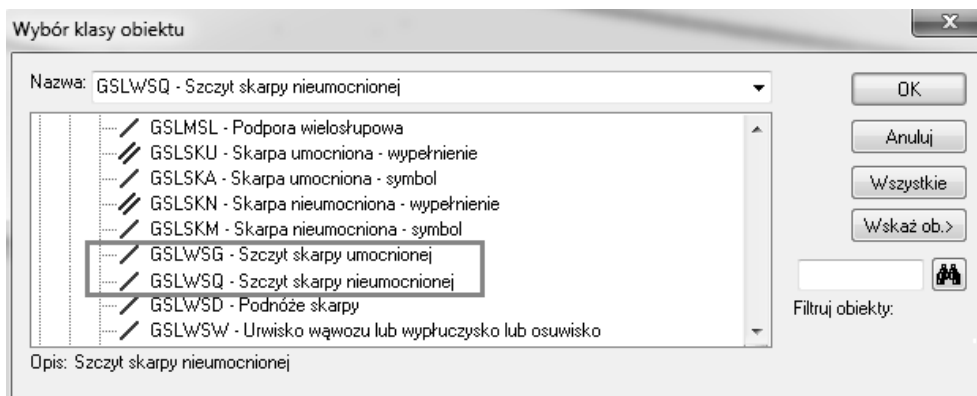 Wybór klasy obiektu
x
Nazwa: GSLWSQ - Szczyt skarpy nieumocnionej
OK
GSLMSL - Podpora wielosłupowa
Anuluj
GSLSKU - Skarpa umocniona - wypełnienie
GSLSKA - Skarpa umocniona - symbol
Wszystkie
GSLSKN - Skarpa nieumocniona - wypełnienie
GSLSKM - Skarpa nieumocniona - symbol
Wskaż ob.>
GSLWSG - Szczyt skarpy umocnionej
GSLWSQ - Szczyt skarpy nieumocnionej
GSLWSD - Podnóże skarpy
Filtruj obiekty:
GSLWSW - Urwisko wąwozu lub wypłuczysko lub osuwisko
Opis: Szczyt skarpy nieumocnionej